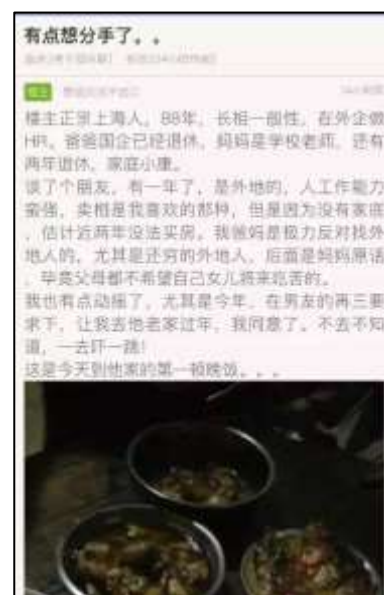 有点想分手了。。
楼主
楼主正宗上海人，88年，长相一般性，在外企做
HR，爸爸国企已经退休，妈妈是学校老师，还有
两年退休，家庭小康。
谈了个朋友，有一年了，是外地的，人工作能力
蛮强，卖相是我喜欢的那种，但是因为没有家底
，估计近两年没法买房，我爸妈是极力反对找外
地人的，尤其是还穷的外地人，后面是妈妈原话
，毕竟父母都不希望自己女儿将来吃苦的。
我也有点动摇了，尤其是今年，在男友的再三要
求下，让我去他老家过年，我同意了。不去不知
道，一去吓一跳！
这是今天到他家的第一顿晚饭。。。